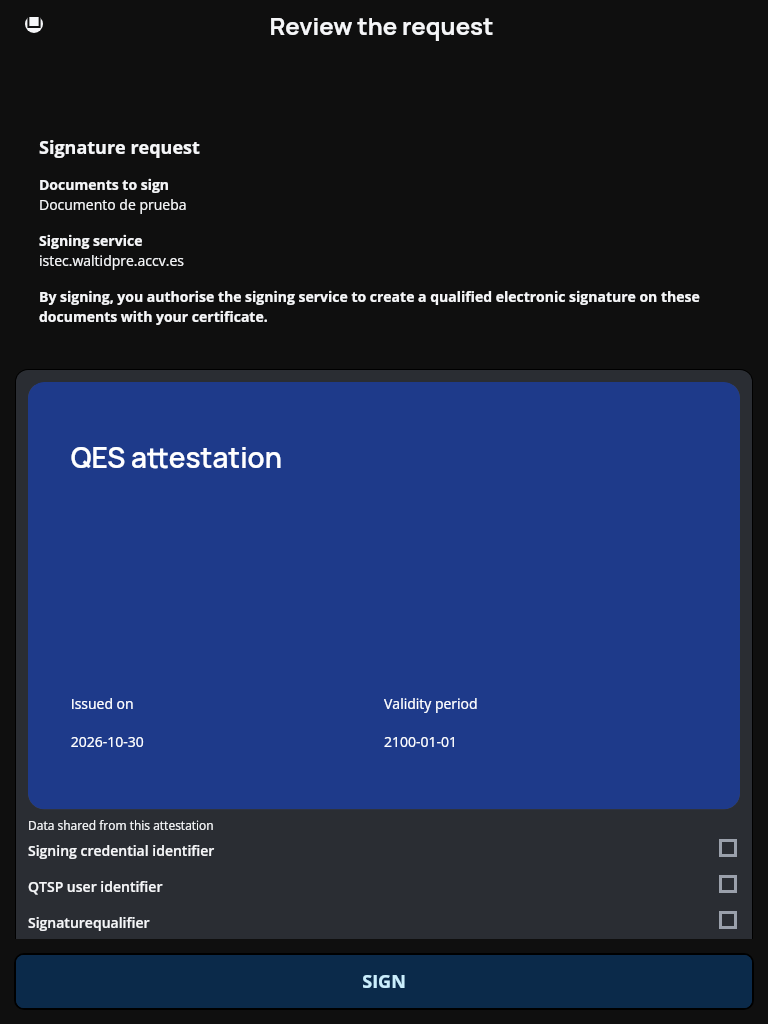 Review the request
Signature request
Documents to sign
Documento de prueba
Signing service
istec.waltidpre.accv.es
By signing, you authorise the signing service to create a qualified electronic signature on these
documents with your certificate.
QES attestation
Issued on
Validity period
2026-10-30
2100-01-01
Data shared from this attestation
Signing credential identifier
QTSP user identifier
Signaturequalifier
SIGN